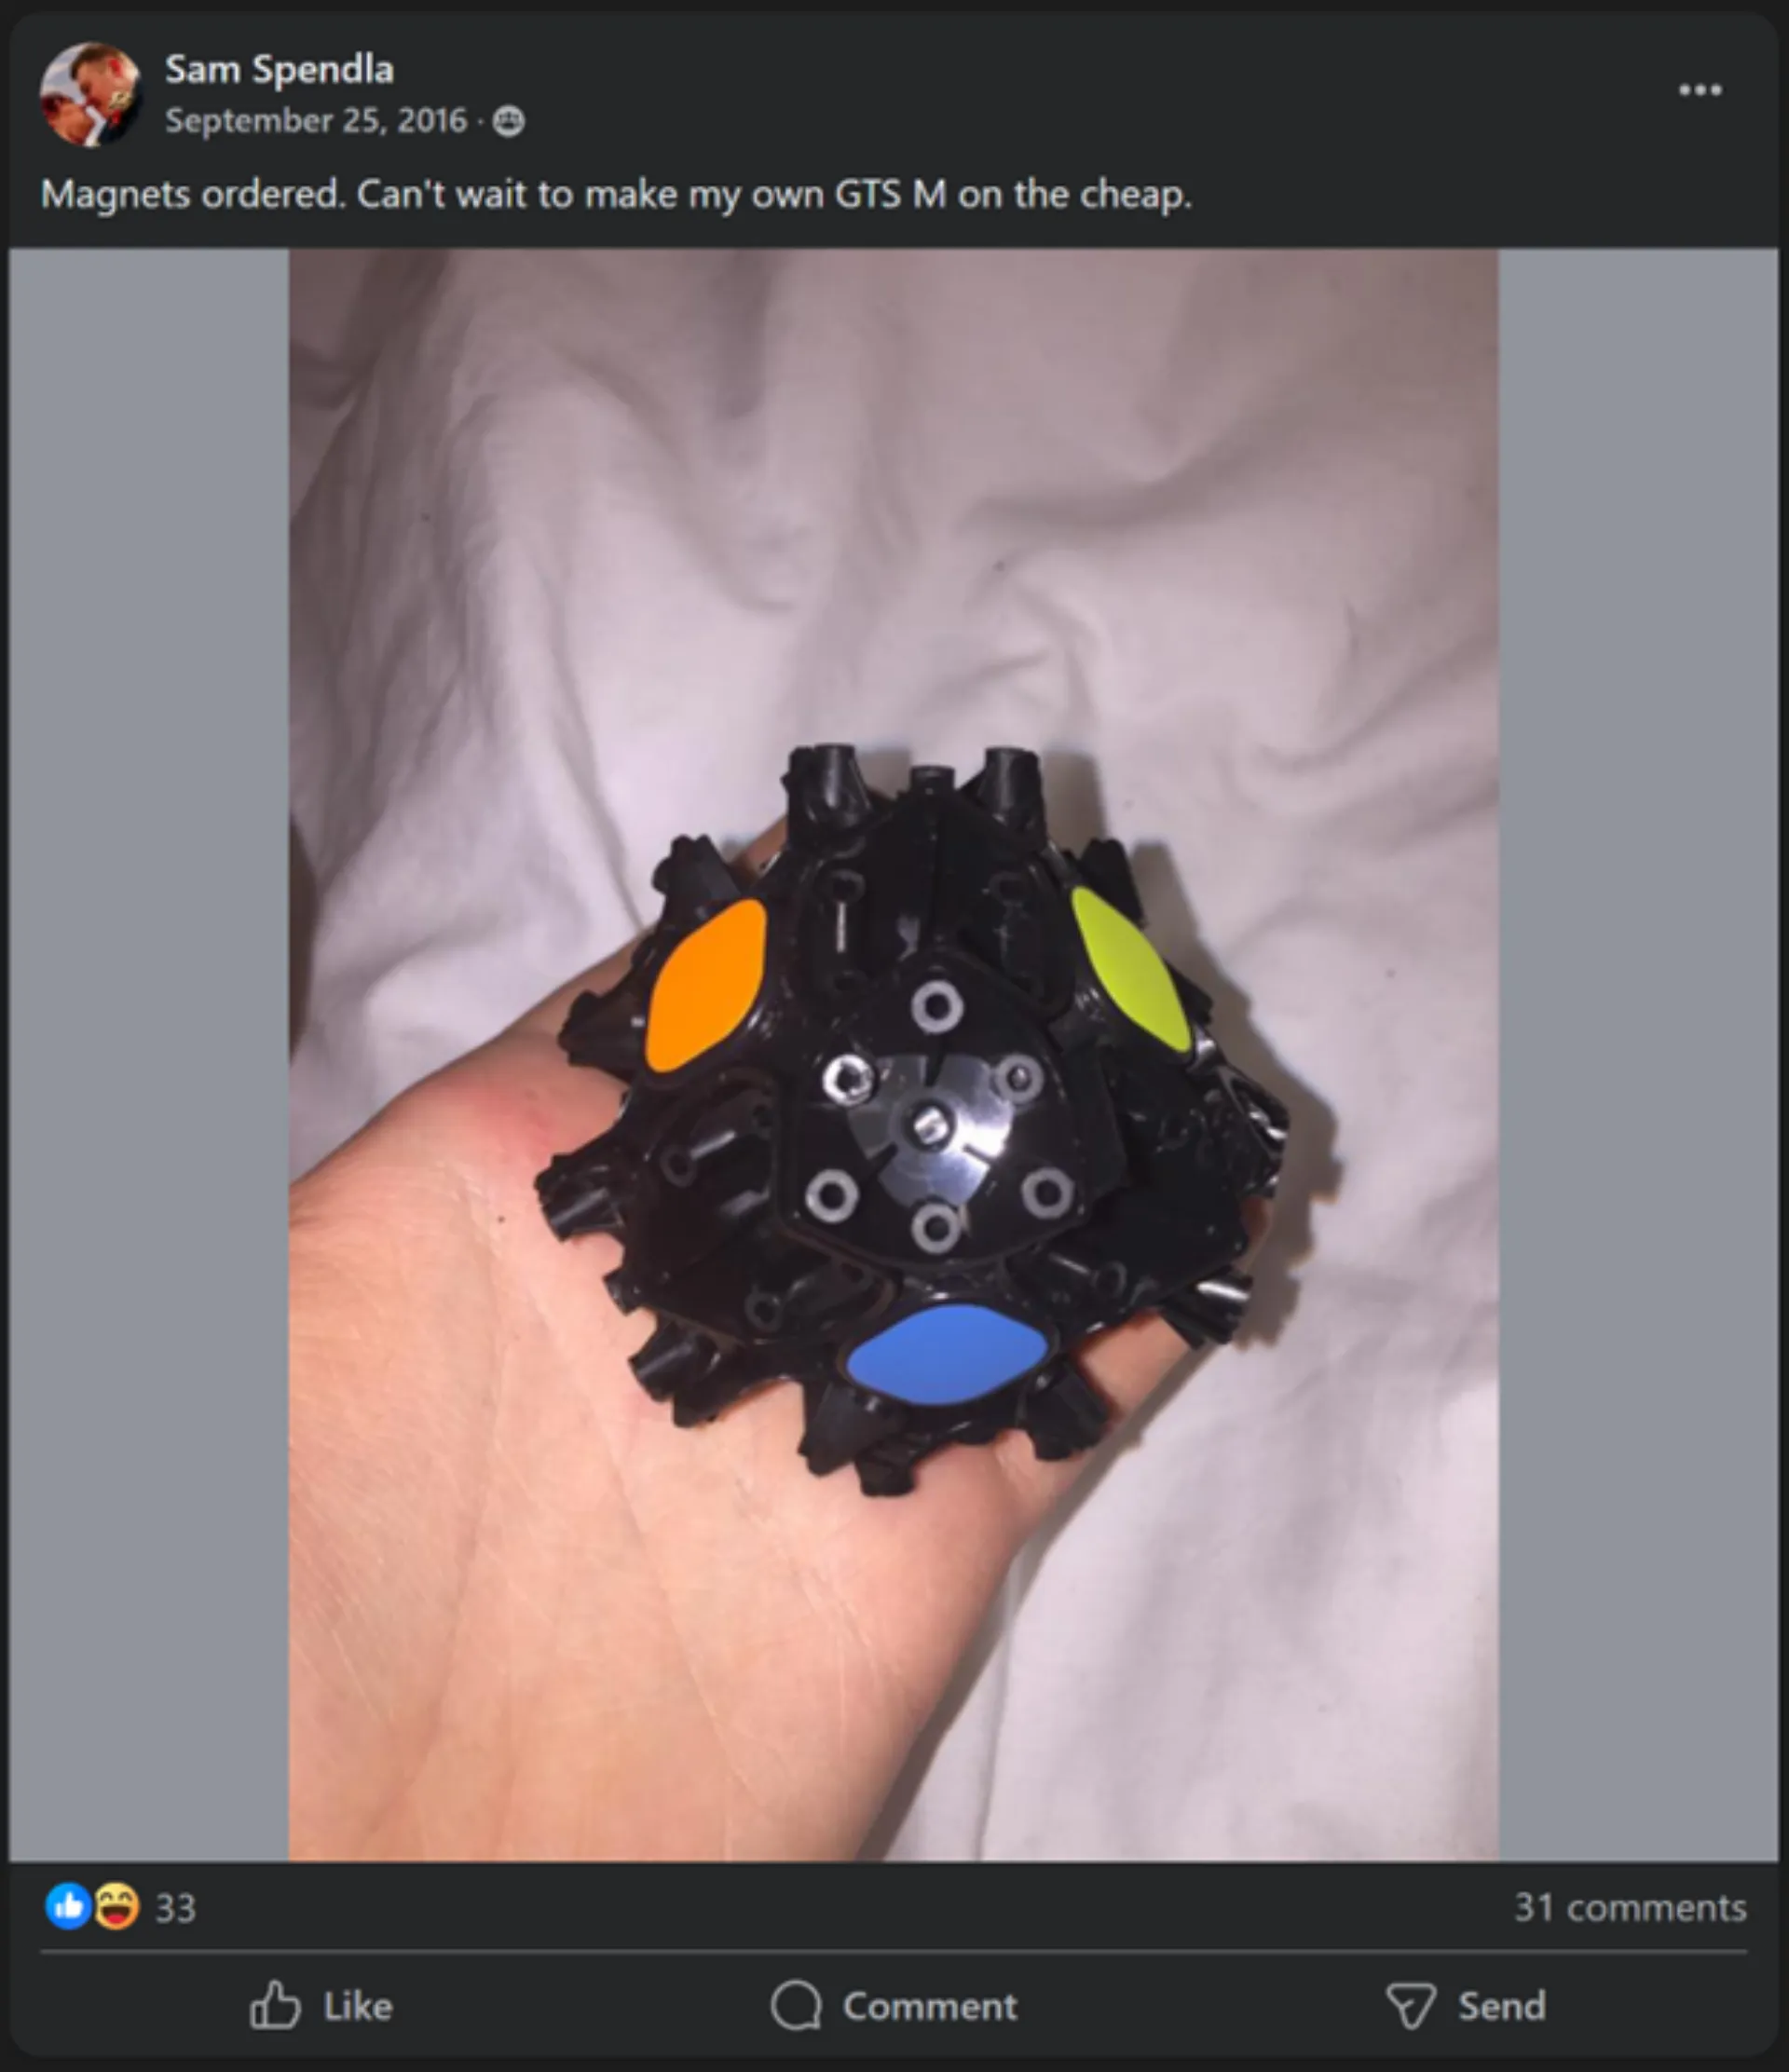 Sam Spendla
September 25, 2016 ·
Magnets ordered. Can't wait to make my own GTS M on the cheap.
33
31 comments
Like
Comment
Send